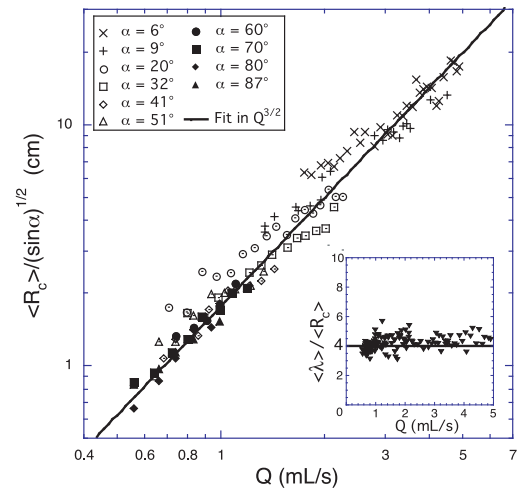 α = 6°
α = 9°
α = 20°
α = 32°
α = 41°
α = 51°
α = 60°
α = 70°
α = 80°
α = 87°
Fit in Q^3/2
<R_c>/(sinα)^1/2 (cm)
10
1
0.4
0.6
0.8
1
3
5
7
Q (mL/s)
<λ> / <R_c>
10
8
6
4
2
0
0
1
2
3
4
5
Q (mL/s)